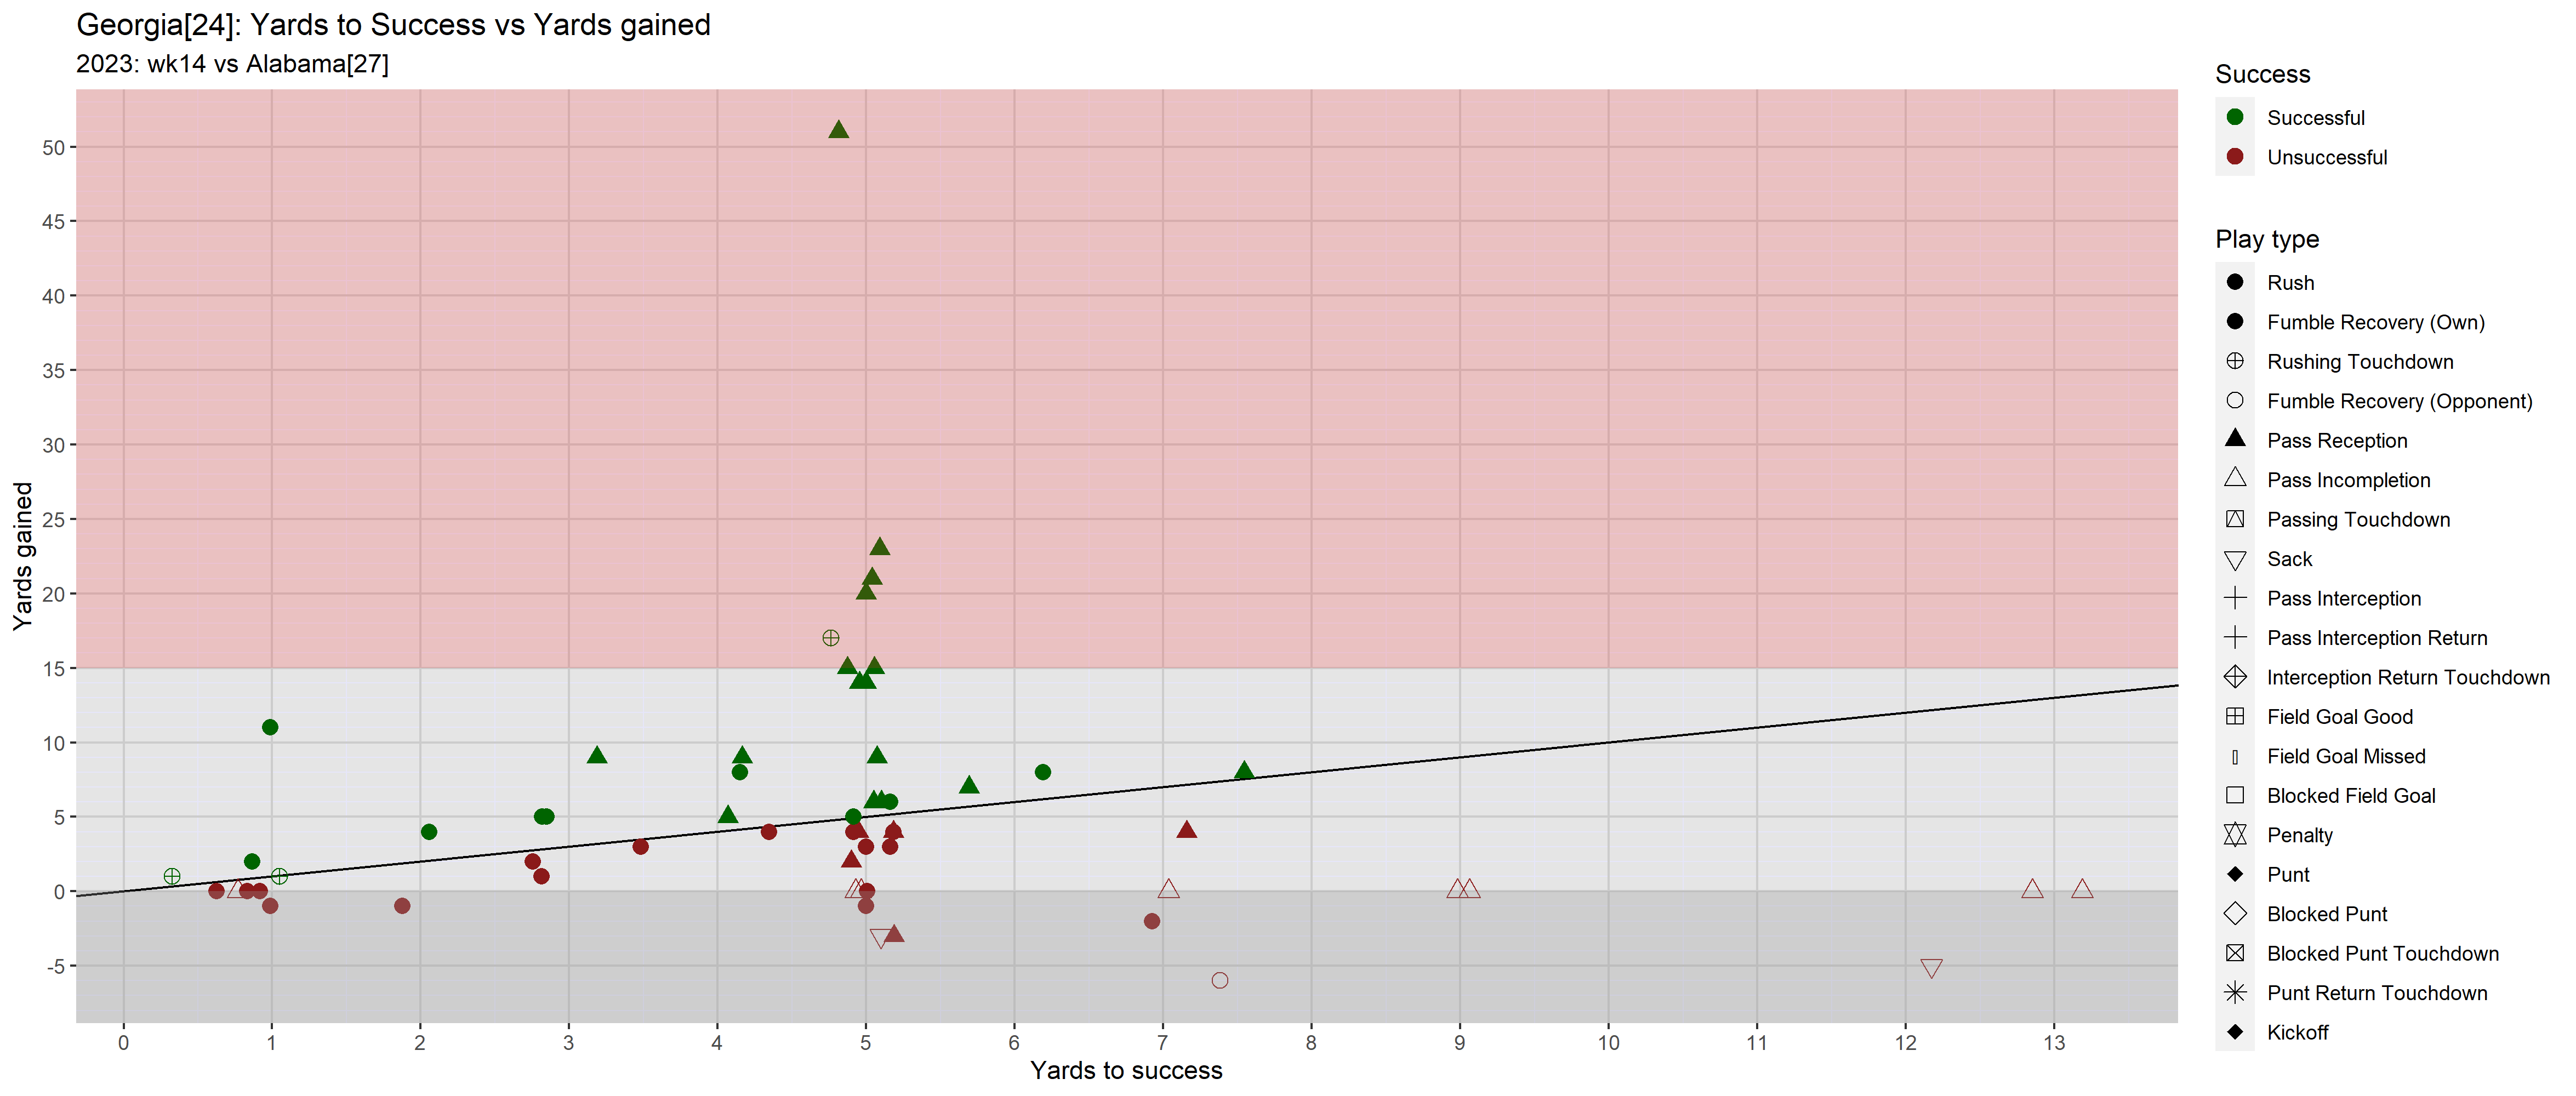 Georgia[24]: Yards to Success vs Yards gained
2023: wk14 vs Alabama[27]
Yards gained
50
45
40
35
30
25
20
15
10
5
0
-5
0 1 2 3 4 5 6 7 8 9 10 11 12 13
Yards to success
Success
Successful
Unsuccessful
Play type
Rush
Fumble Recovery (Own)
Rushing Touchdown
Fumble Recovery (Opponent)
Pass Reception
Pass Incompletion
Passing Touchdown
Sack
Pass Interception
Pass Interception Return
Interception Return Touchdown
Field Goal Good
Field Goal Missed
Blocked Field Goal
Penalty
Punt
Blocked Punt
Blocked Punt Touchdown
Punt Return Touchdown
Kickoff